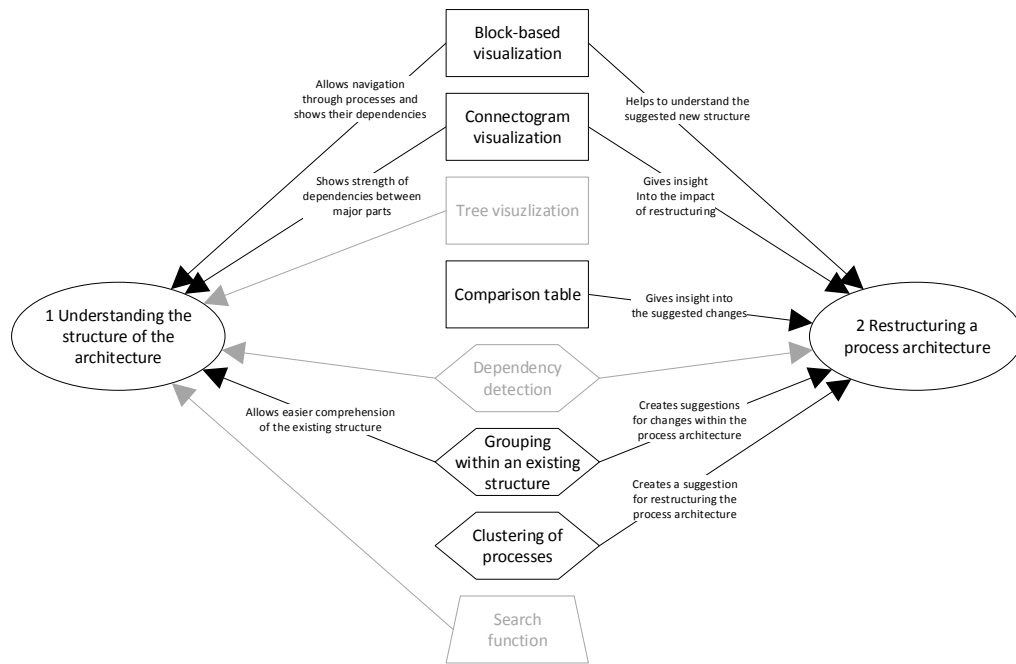 Block-based
visualization
Allows navigation
through processes and
shows their dependencies
Helps to understand the
suggested new structure
Connectogram
visualization
Shows strength of
dependencies between
major parts
Gives insight
Into the impact
of restructuring
Tree visuzlization
Comparison table
Gives insight into
the suggested changes
1 Understanding the
structure of the
architecture
2 Restructuring a
process architecture
Dependency
detection
Allows easier comprehension
of the existing structure
Creates suggestions
for changes within the
process architecture
Grouping
within an existing
structure
Creates a suggestion
for restructuring the
process architecture
Clustering of
processes
Search
function